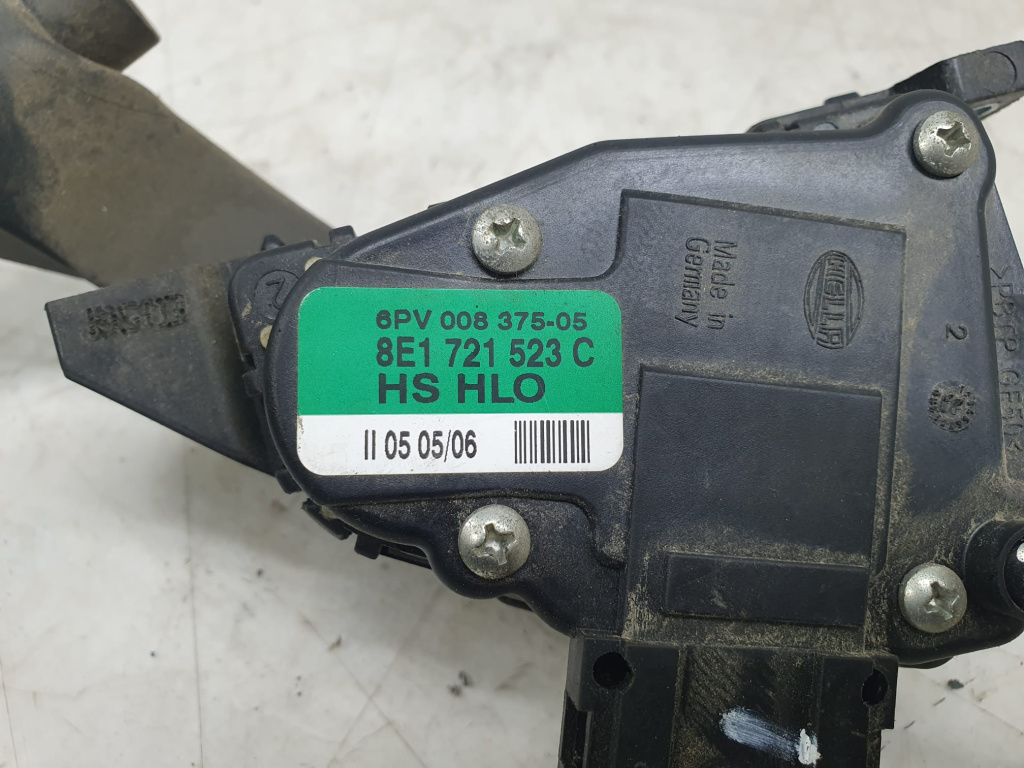 6PV 008 375-05
8E1 721 523 C
HS HLO
II 05 05/06
Made in
Germany
HELLA
2